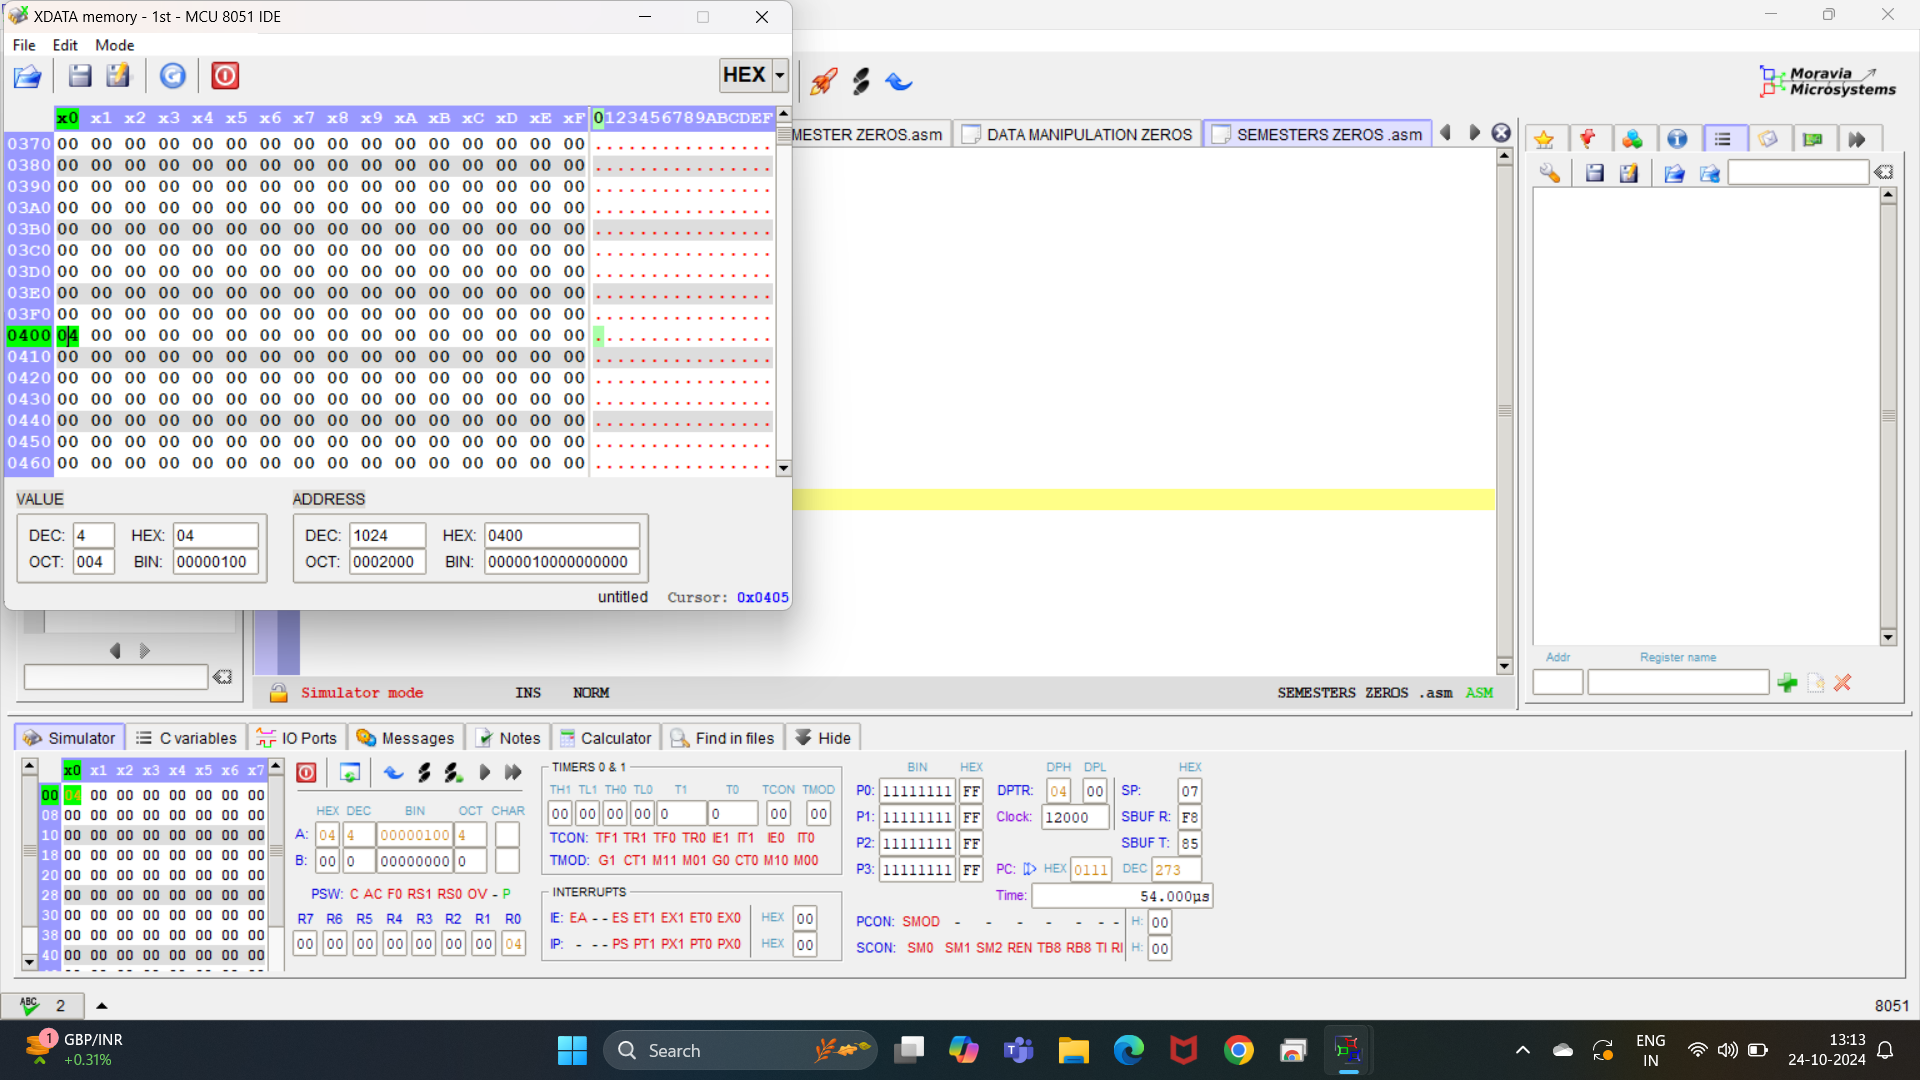 XDATA memory - 1st - MCU 8051 IDE
File Edit Mode
HEX
x0 x1 x2 x3 x4 x5 x6 x7 x8 x9 xA xB xC xD xE xF 0123456789ABCDEF
0370 00 00 00 00 00 00 00 00 00 00 00 00 00 00 00 00 ................
0380 00 00 00 00 00 00 00 00 00 00 00 00 00 00 00 00 ................
0390 00 00 00 00 00 00 00 00 00 00 00 00 00 00 00 00 ................
03A0 00 00 00 00 00 00 00 00 00 00 00 00 00 00 00 00 ................
03B0 00 00 00 00 00 00 00 00 00 00 00 00 00 00 00 00 ................
03C0 00 00 00 00 00 00 00 00 00 00 00 00 00 00 00 00 ................
03D0 00 00 00 00 00 00 00 00 00 00 00 00 00 00 00 00 ................
03E0 00 00 00 00 00 00 00 00 00 00 00 00 00 00 00 00 ................
03F0 00 00 00 00 00 00 00 00 00 00 00 00 00 00 00 00 ................
0400 04 00 00 00 00 00 00 00 00 00 00 00 00 00 00 00 ................
0410 00 00 00 00 00 00 00 00 00 00 00 00 00 00 00 00 ................
0420 00 00 00 00 00 00 00 00 00 00 00 00 00 00 00 00 ................
0430 00 00 00 00 00 00 00 00 00 00 00 00 00 00 00 00 ................
0440 00 00 00 00 00 00 00 00 00 00 00 00 00 00 00 00 ................
0450 00 00 00 00 00 00 00 00 00 00 00 00 00 00 00 00 ................
0460 00 00 00 00 00 00 00 00 00 00 00 00 00 00 00 00 ................
VALUE ADDRESS
DEC: 4 HEX: 04 DEC: 1024 HEX: 0400
OCT: 004 BIN: 00000100 OCT: 0002000 BIN: 0000010000000000
untitled Cursor: 0x0405
Moravia
Microsystems
MESTER ZEROS.asm DATA MANIPULATION ZEROS SEMESTERS ZEROS .asm
Addr Register name
Simulator mode INS NORM SEMESTERS ZEROS .asm ASM
Simulator C variables IO Ports Messages Notes Calculator Find in files Hide
x0 x1 x2 x3 x4 x5 x6 x7
00 04 00 00 00 00 00 00 00
08 00 00 00 00 00 00 00 00
10 00 00 00 00 00 00 00 00
18 00 00 00 00 00 00 00 00
20 00 00 00 00 00 00 00 00
28 00 00 00 00 00 00 00 00
30 00 00 00 00 00 00 00 00
38 00 00 00 00 00 00 00 00
40 00 00 00 00 00 00 00 00
HEX DEC BIN OCT CHAR
A: 04 4 00000100 4
B: 00 0 00000000 0
PSW: C AC F0 RS1 RS0 OV - P
R7 R6 R5 R4 R3 R2 R1 R0
00 00 00 00 00 00 00 04
TIMERS 0 & 1
TH1 TL1 TH0 TL0 T1 T0 TCON TMOD
00 00 00 00 0 0 00 00
TCON: TF1 TR1 TF0 TR0 IE1 IT1 IE0 IT0
TMOD: G1 CT1 M11 M01 G0 CT0 M10 M00
INTERRUPTS
IE: EA - - ES ET1 EX1 ET0 EX0 HEX 00
IP: - - - PS PT1 PX1 PT0 PX0 HEX 00
BIN HEX
P0: 11111111 FF
P1: 11111111 FF
P2: 11111111 FF
P3: 11111111 FF
DPH DPL HEX
DPTR: 04 00 SP: 07
Clock: 12000 SBUF R: F8
SBUF T: 85
PC: HEX 0111 DEC 273
Time: 54.000µs
PCON: SMOD - - - - - - - H: 00
SCON: SM0 SM1 SM2 REN TB8 RB8 TI RI H: 00
ABC 2 8051
1 GBP/INR
+0.31%
Search
ENG
IN
13:13
24-10-2024